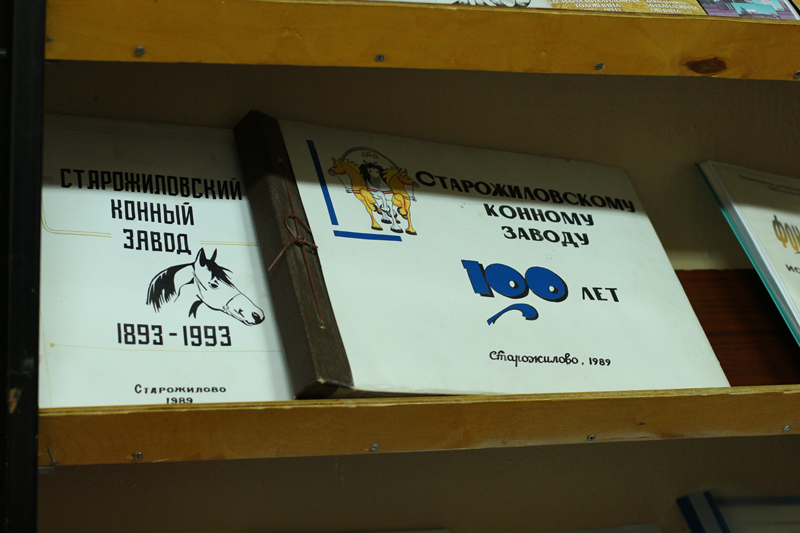 СТАРОЖИЛОВСКИЙ
КОННЫЙ
ЗАВОД
1893-1993
СТАРОЖИЛОВО
1989
СТАРОЖИЛОВСКОМУ
КОННОМУ
ЗАВОДУ
100 ЛЕТ
Старожилово, 1989